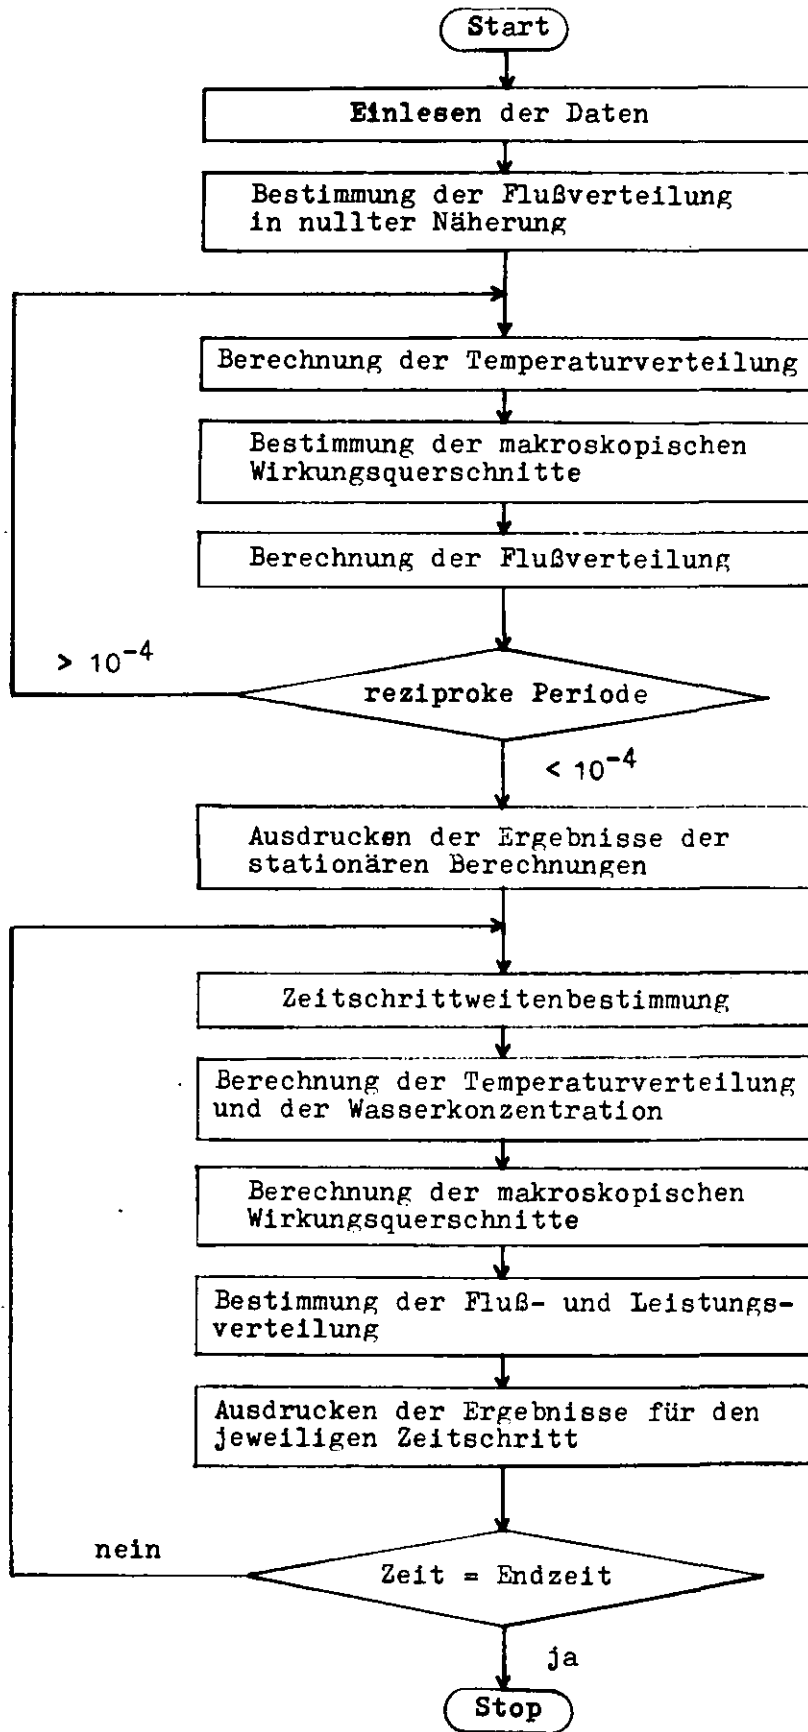 Start
Einlesen der Daten
Bestimmung der Flußverteilung
in nullter Näherung
Berechnung der Temperaturverteilung
Bestimmung der makroskopischen
Wirkungsquerschnitte
Berechnung der Flußverteilung
> 10⁻⁴
reziproke Periode
< 10⁻⁴
Ausdrucken der Ergebnisse der
stationären Berechnungen
Zeitschrittweitenbestimmung
Berechnung der Temperaturverteilung
und der Wasserkonzentration
Berechnung der makroskopischen
Wirkungsquerschnitte
Bestimmung der Fluß- und Leistungs-
verteilung
Ausdrucken der Ergebnisse für den
jeweiligen Zeitschritt
nein
Zeit = Endzeit
ja
Stop